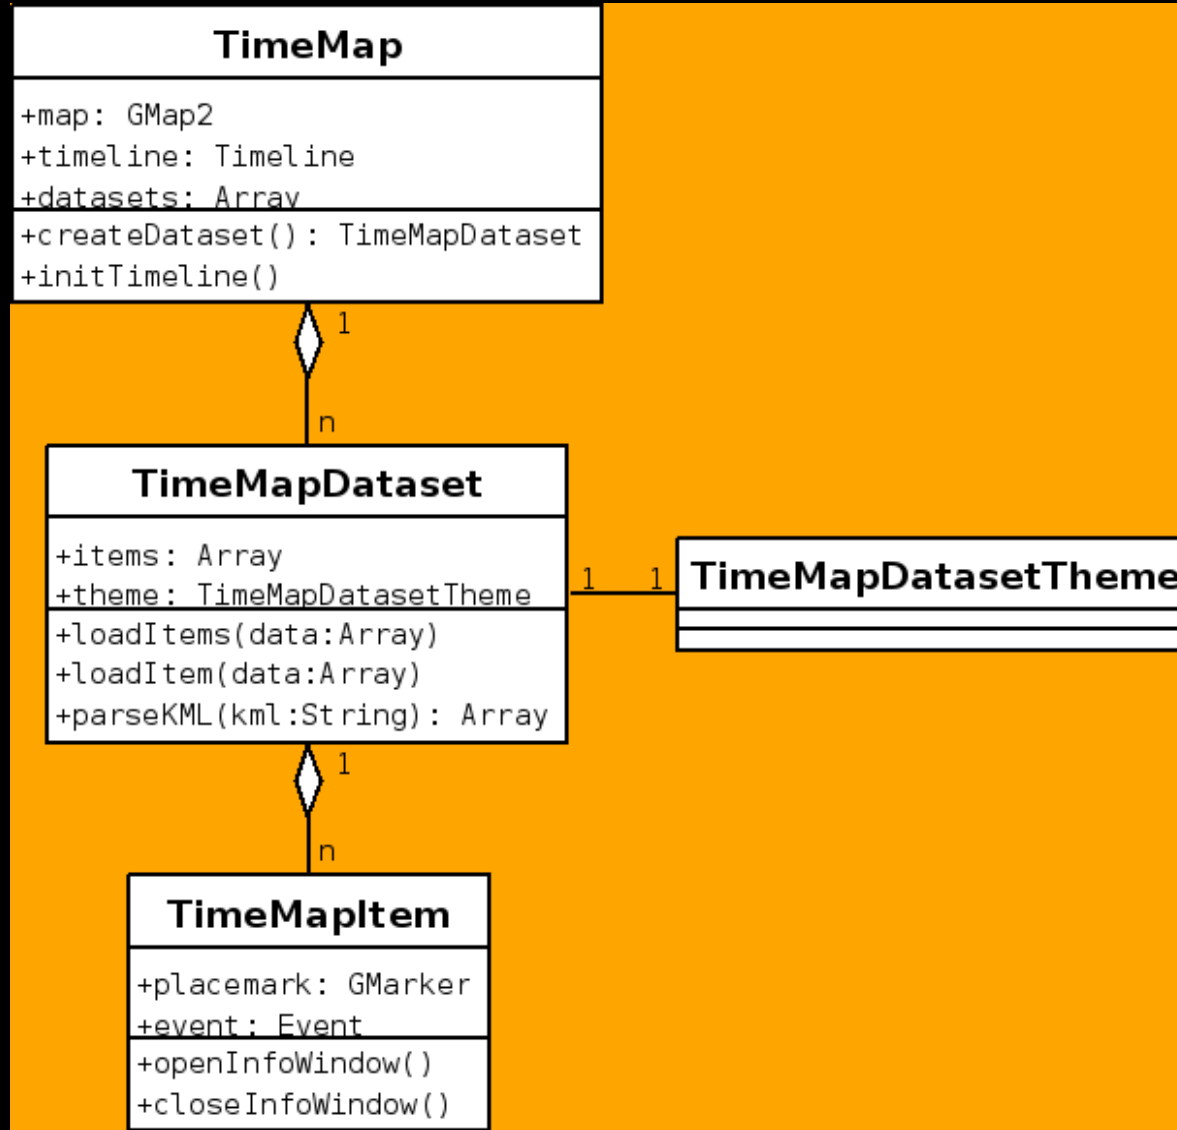 TimeMap
+map: GMap2
+timeline: Timeline
+datasets: Array
+createDataset(): TimeMapDataset
+initTimeline()
1
n
TimeMapDataset
+items: Array
+theme: TimeMapDatasetTheme
+loadItems(data:Array)
+loadItem(data:Array)
+parseKML(kml:String): Array
1 1
TimeMapDatasetTheme
1
n
TimeMapItem
+placemark: GMarker
+event: Event
+openInfoWindow()
+closeInfoWindow()